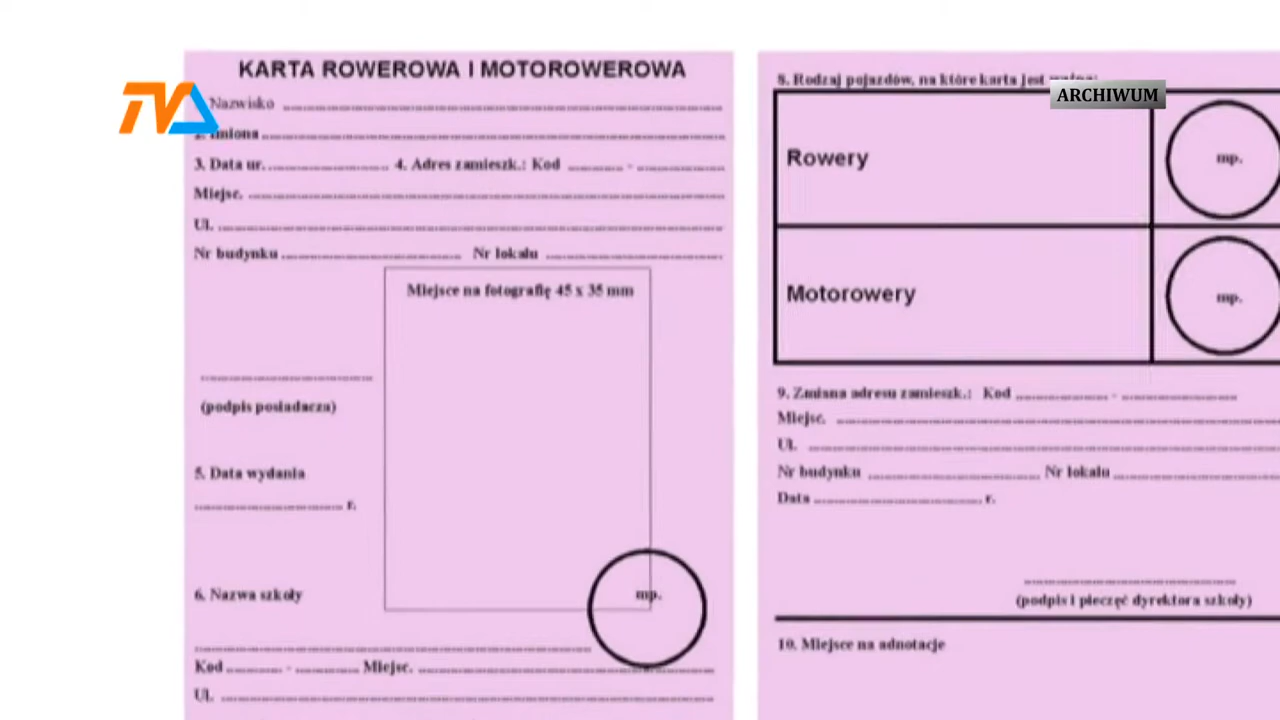 KARTA ROWEROWA I MOTOROWEROWA
TVA
Nazwisko
2. Imiona
3. Data ur. 4. Adres zamieszk.: Kod -
Miejsc.
Ul.
Nr budynku Nr lokalu
Miejsce na fotografię 45 x 35 mm
(podpis posiadacza)
5. Data wydania
r.
6. Nazwa szkoły
mp.
Kod - Miejsc.
Ul.
8. Rodzaj pojazdów, na które karta jest ważna:
ARCHIWUM
Rowery mp.
Motorowery mp.
9. Zmiana adresu zamieszk.: Kod -
Miejsc.
Ul.
Nr budynku Nr lokalu
Data r.
(podpis i pieczęć dyrektora szkoły)
10. Miejsce na adnotacje